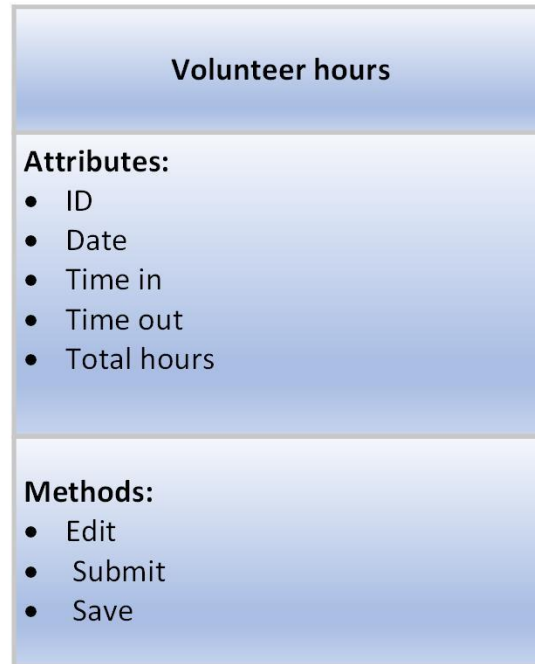 Volunteer hours
Attributes:
• ID
• Date
• Time in
• Time out
• Total hours
Methods:
• Edit
• Submit
• Save